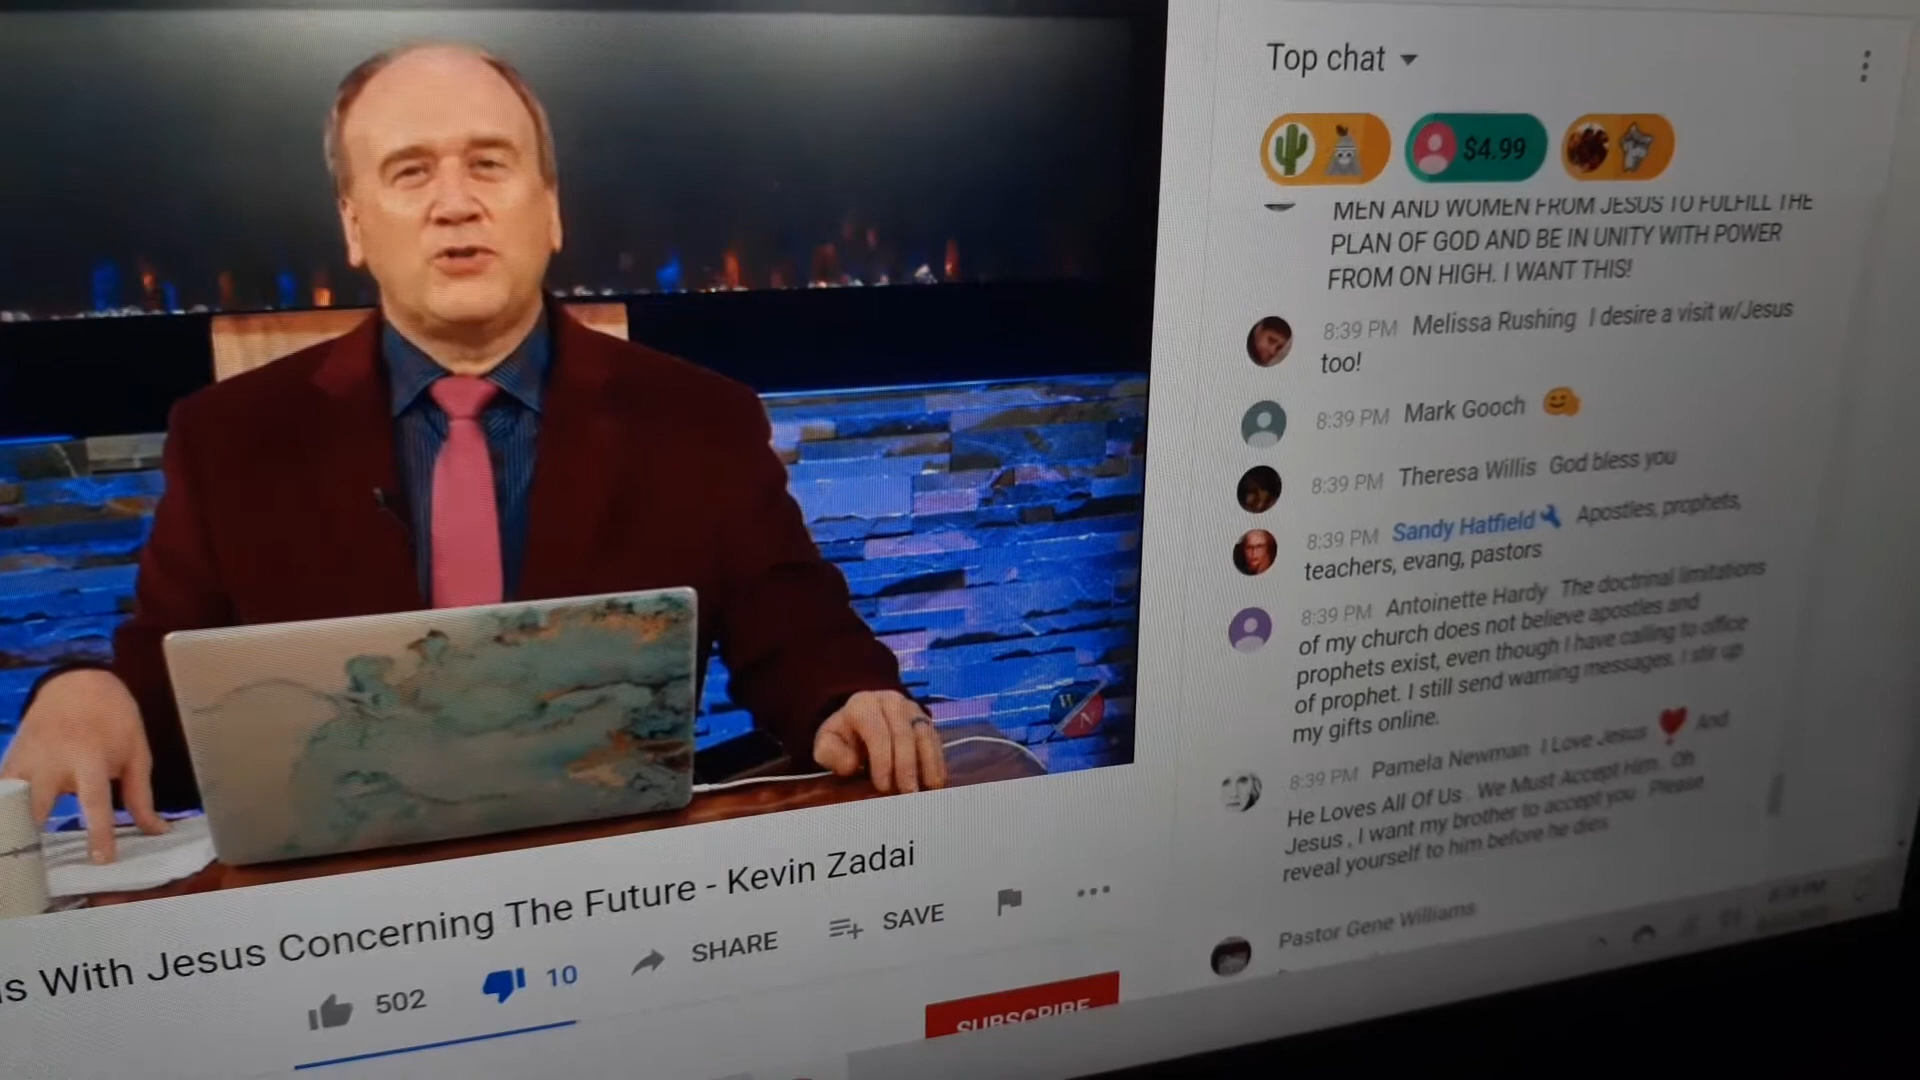 Top chat
$4.99
MEN AND WOMEN FROM JESUS TO FULFILL THE
PLAN OF GOD AND BE IN UNITY WITH POWER
FROM ON HIGH. I WANT THIS!
8:39 PM Melissa Rushing I desire a visit w/Jesus
too!
8:39 PM Mark Gooch
8:39 PM Theresa Willis God bless you
8:39 PM Sandy Hatfield Apostles, prophets,
teachers, evang, pastors
8:39 PM Antoinette Hardy The doctrinal limitations
of my church does not believe apostles and
prophets exist, even though I have calling to office
of prophet. I still send warning messages. I stir up
my gifts online.
8:39 PM Pamela Newman I Love Jesus And
He Loves All Of Us . We Must Accept Him. Oh
Jesus , I want my brother to accept you . Please
reveal yourself to him before he dies
Pastor Gene Williams
s With Jesus Concerning The Future - Kevin Zadai
502
10
SHARE
SAVE
SUBSCRIBE